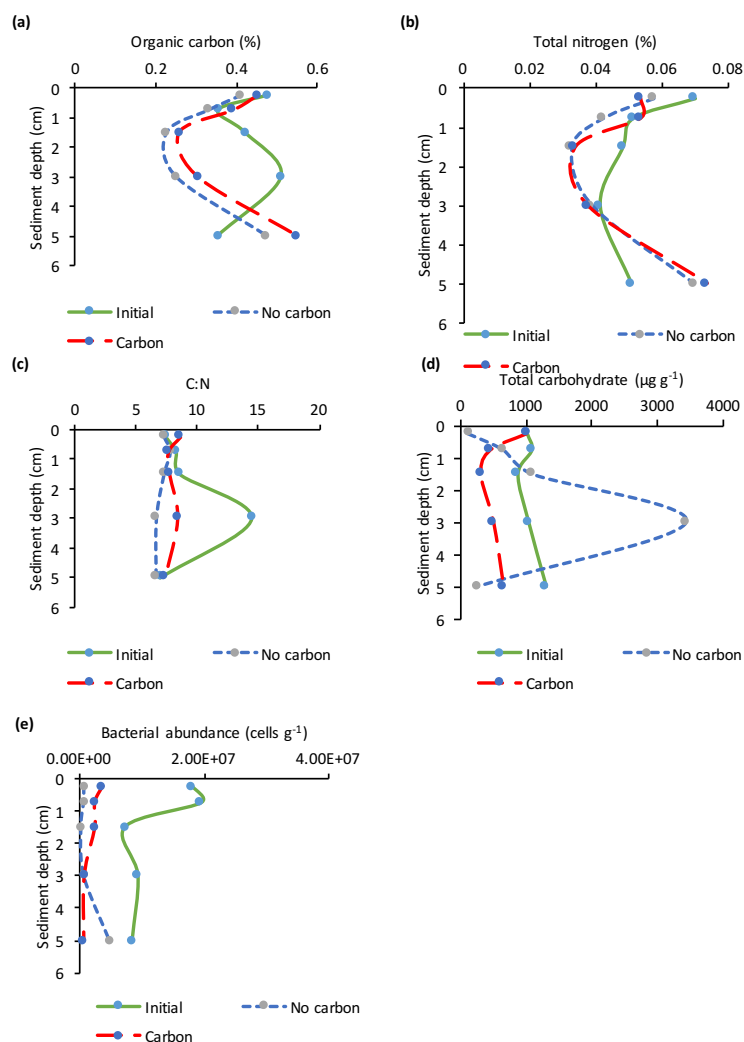 (a)
Organic carbon (%)
0 0.2 0.4 0.6
0
1
2
3
4
5
6
Sediment depth (cm)
Initial No carbon
Carbon
(b)
Total nitrogen (%)
0 0.02 0.04 0.06 0.08
0
1
2
3
4
5
6
Sediment depth (cm)
Initial No carbon
Carbon
(c)
C:N
0 5 10 15 20
0
1
2
3
4
5
6
Sediment depth (cm)
Initial No carbon
Carbon
(d)
Total carbohydrate (µg g⁻¹)
0 1000 2000 3000 4000
0
1
2
3
4
5
6
Sediment depth (cm)
Initial No carbon
Carbon
(e)
Bacterial abundance (cells g⁻¹)
0.00E+00 2.00E+07 4.00E+07
0
1
2
3
4
5
6
Sediment depth (cm)
Initial No carbon
Carbon